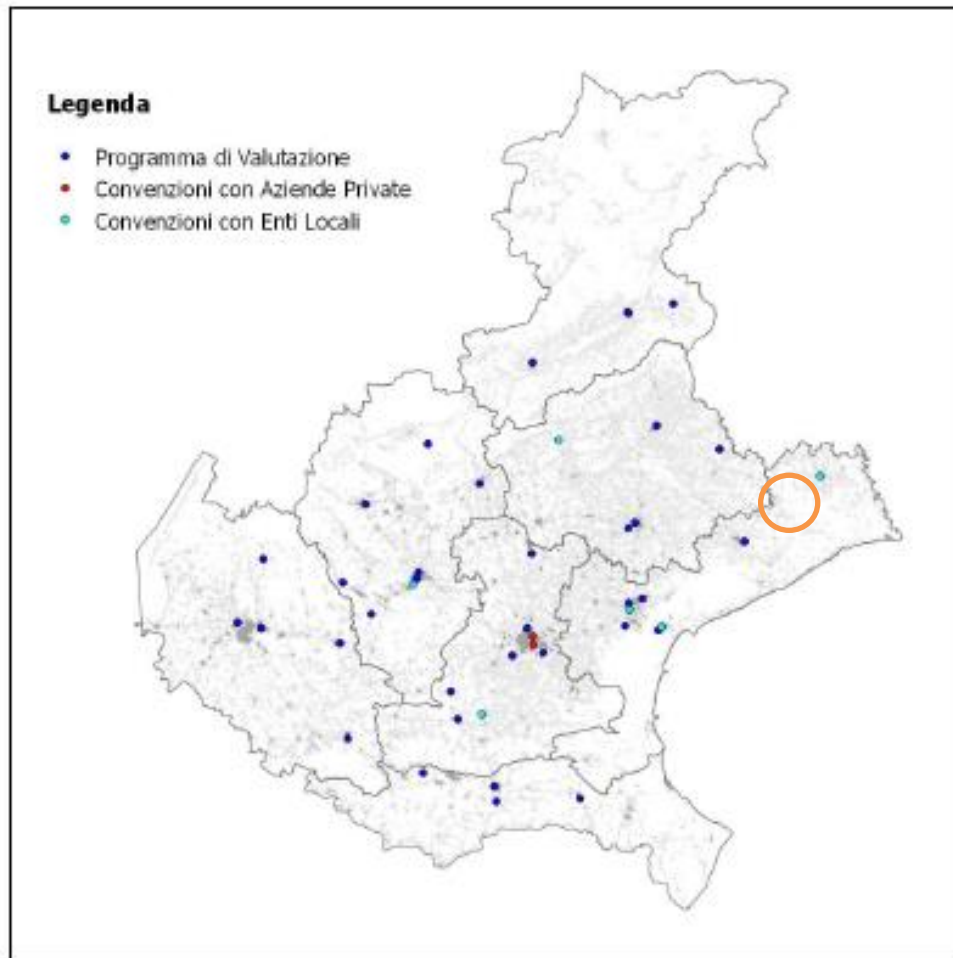 Legenda
Programma di Valutazione
Convenzioni con Aziende Private
Convenzioni con Enti Locali